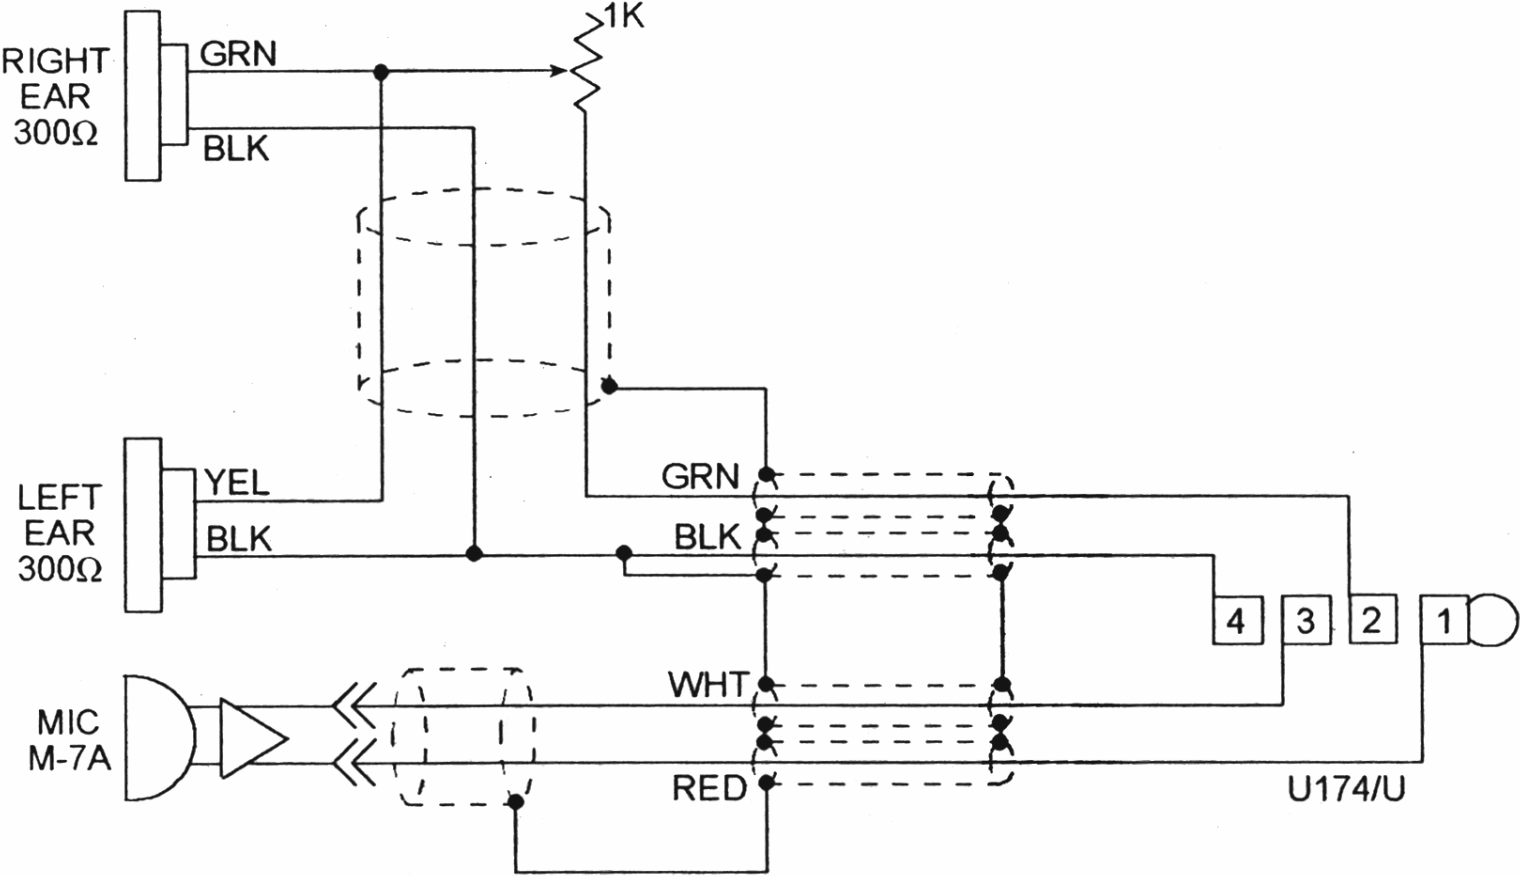 1K
GRN
RIGHT
EAR
300Ω
BLK
GRN
YEL
LEFT
EAR
300Ω
BLK
BLK
4
3
2
1
WHT
MIC
M-7A
RED
U174/U